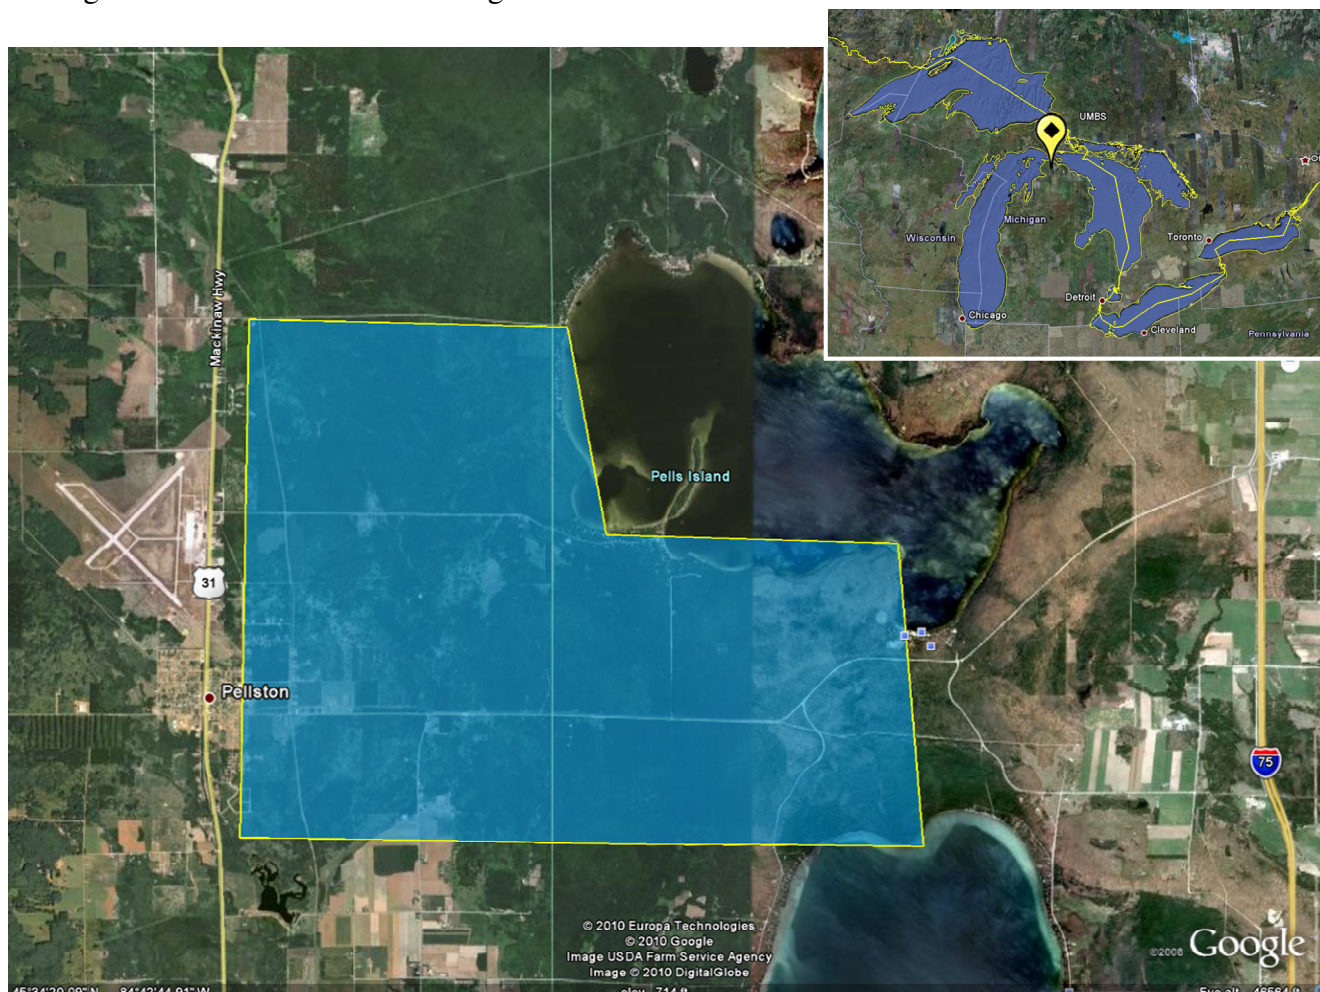 UMBS
Michigan
Wisconsin
Toronto
Detroit
Chicago
Cleveland
Pennsylvania
Mackinaw Hwy
Pells Island
31
Pellston
75
© 2010 Europa Technologies
© 2010 Google
Image USDA Farm Service Agency
Image © 2010 DigitalGlobe
©2008 Google